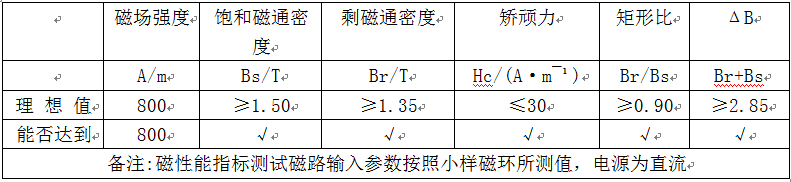 磁场强度 饱和磁通密度 剩磁通密度 矫顽力 矩形比 ΔB
A/m Bs/T Br/T Hc/(A·m¯¹) Br/Bs Br+Bs
理想值 800 ≥1.50 ≥1.35 ≤30 ≥0.90 ≥2.85
能否达到 800 √ √ √ √ √
备注:磁性能指标测试磁路输入参数按照小样磁环所测值，电源为直流